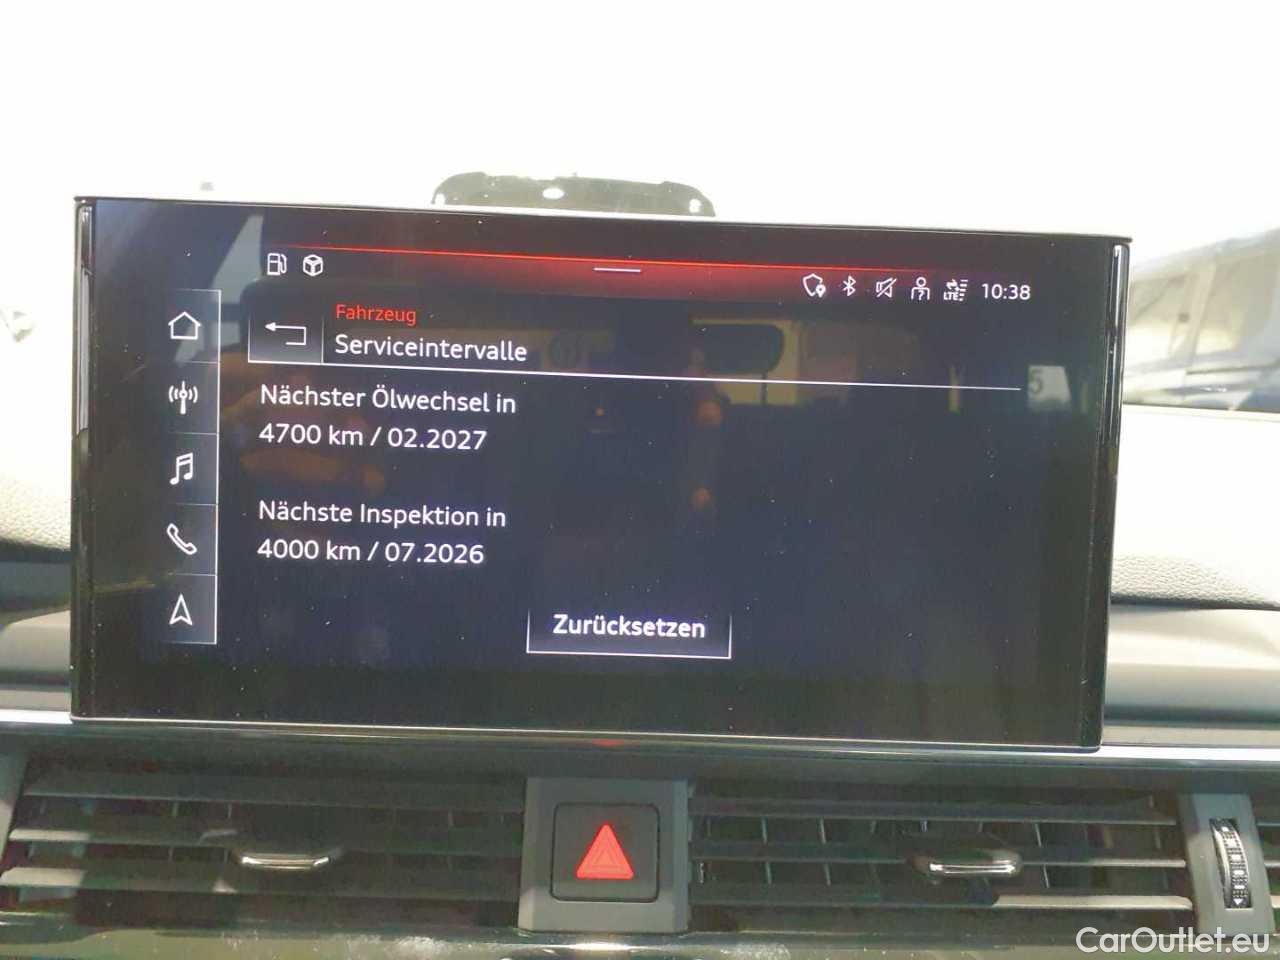 LTE
10:38
Fahrzeug
Serviceintervalle
Nächster Ölwechsel in
4700 km / 02.2027
Nächste Inspektion in
4000 km / 07.2026
Zurücksetzen
CarOutlet.eu